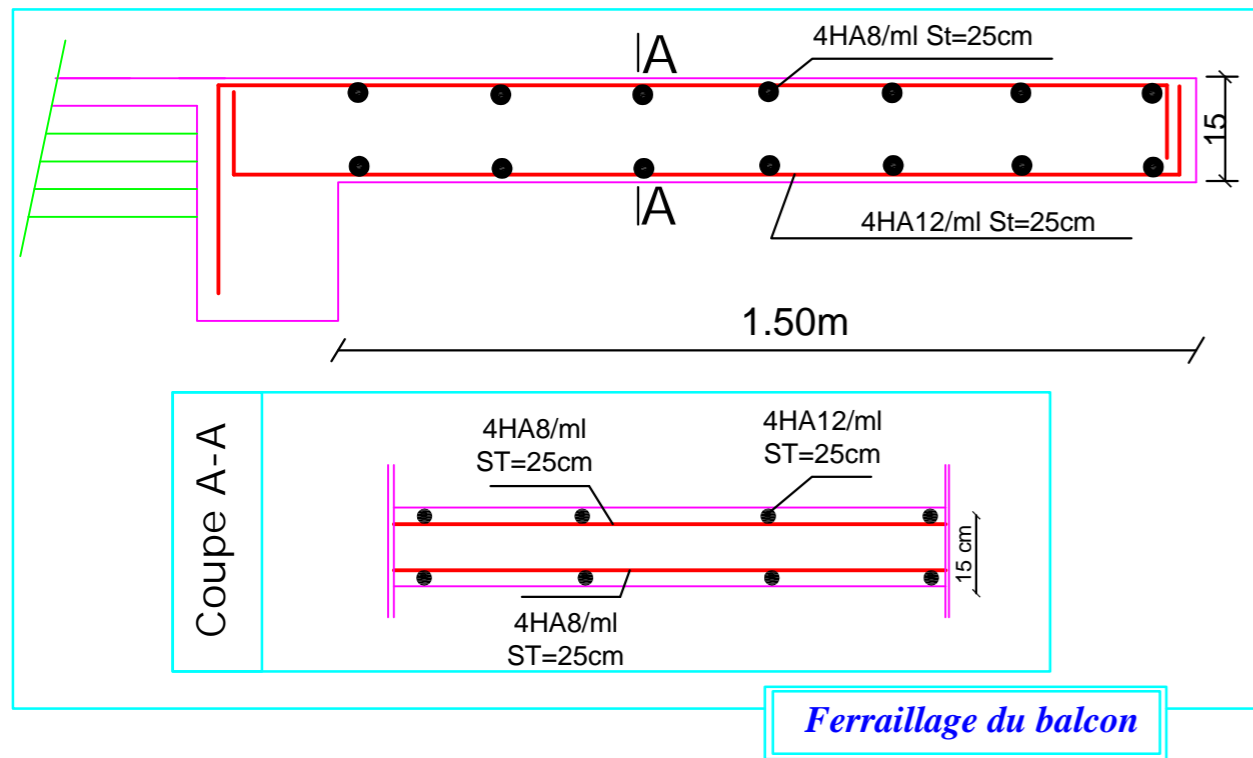 4HA8/ml St=25cm
A
15
A
4HA12/ml St=25cm
1.50m
Coupe A-A
4HA8/ml
ST=25cm
4HA12/ml
ST=25cm
15 cm
4HA8/ml
ST=25cm
Ferraillage du balcon